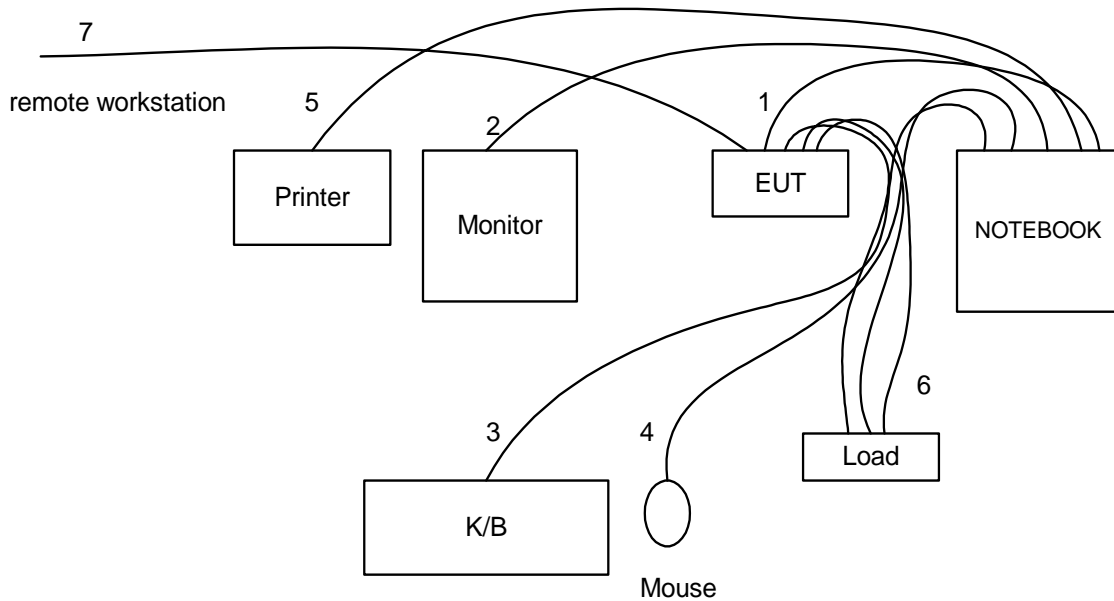 7
remote workstation
5
2
1
Printer
Monitor
EUT
NOTEBOOK
3
4
6
Load
K/B
Mouse